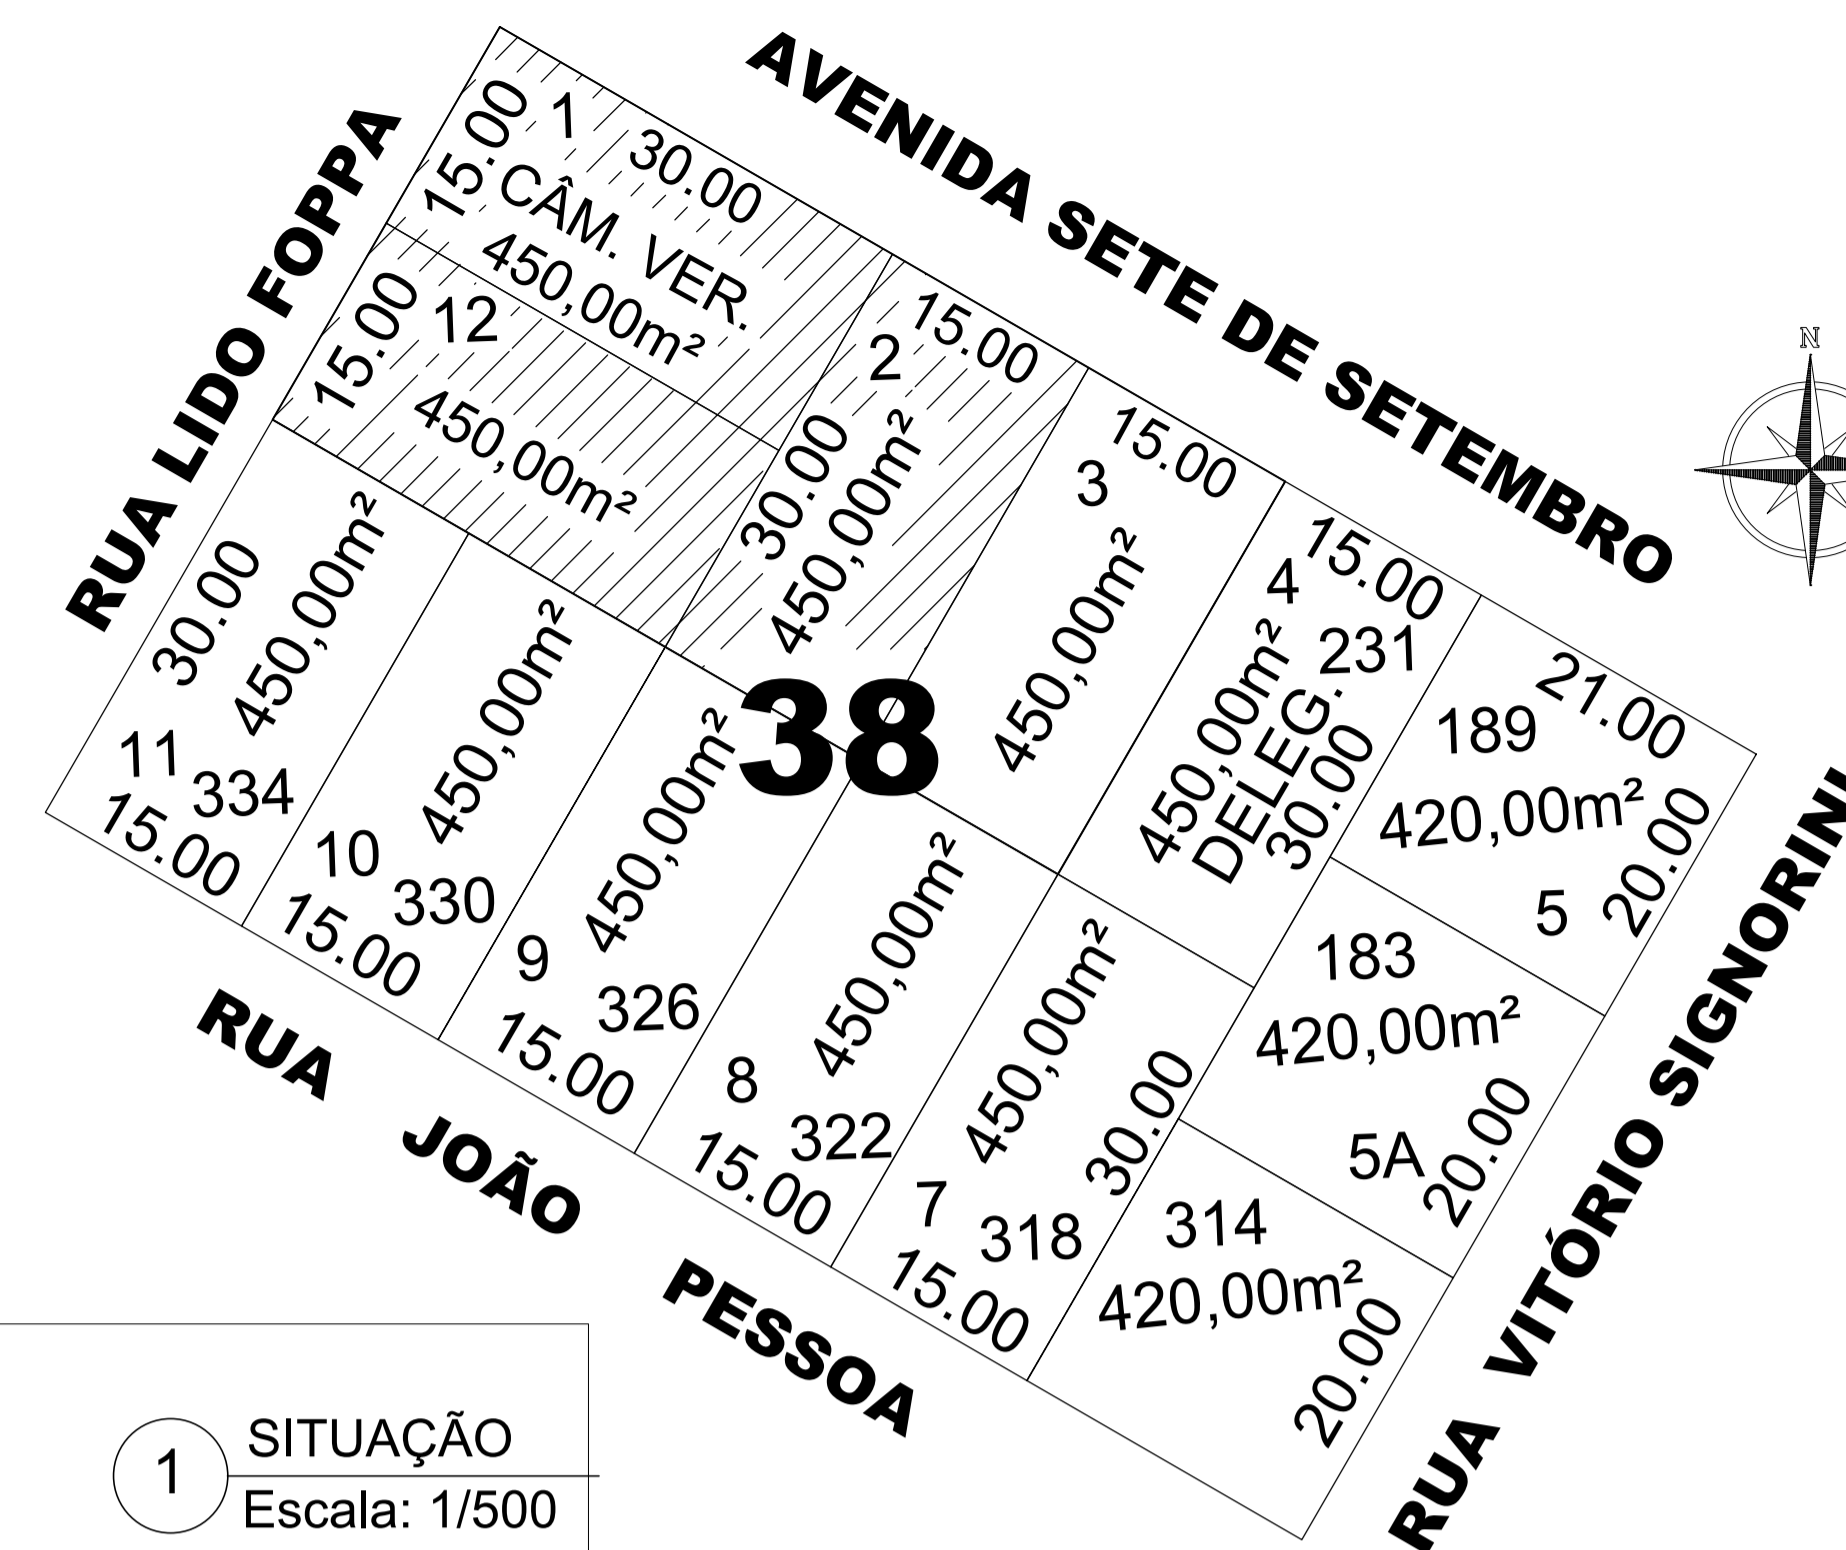 AVENIDA SETE DE SETEMBRO
RUA LIDO FOPPA
1
30.00
15.00
CÂM. VER.
450,00m²
12
15.00
450,00m²
2
15.00
30.00
450,00m²
3
15.00
450,00m²
4
15.00
231
450,00m²
DELEG.
30.00
21.00
189
420,00m²
5
20.00
N
38
30.00
450,00m²
11
334
15.00
450,00m²
10
330
15.00
450,00m²
9
326
15.00
450,00m²
8
322
15.00
450,00m²
30.00
7
318
15.00
183
420,00m²
5A
20.00
314
420,00m²
20.00
RUA JOÃO PESSOA
RUA VITÓRIO SIGNORINI
1
SITUAÇÃO
Escala: 1/500